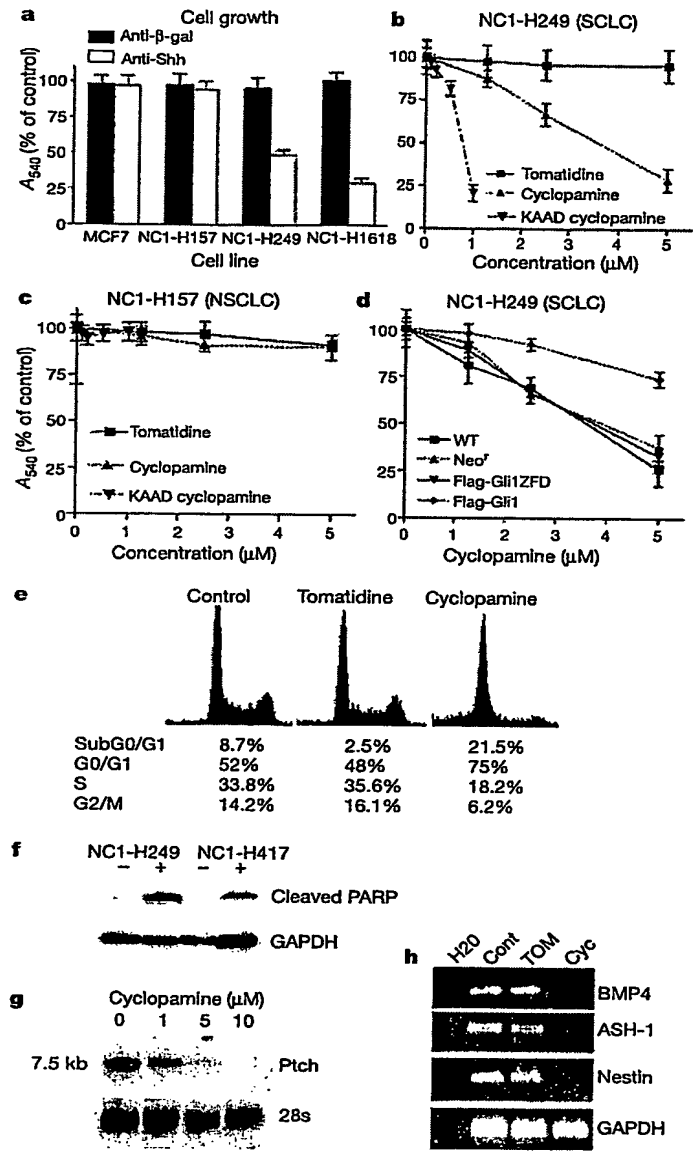 a
Cell growth
Anti-β-gal
Anti-Shh
A540 (% of control)
100
75
50
25
0
MCF7 NC1-H157 NC1-H249 NC1-H1618
Cell line
b
NC1-H249 (SCLC)
100
75
50
25
0
Tomatidine
Cyclopamine
KAAD cyclopamine
0 1 2 3 4 5
Concentration (μM)
c
NC1-H157 (NSCLC)
A540 (% of control)
100
75
50
25
0
Tomatidine
Cyclopamine
KAAD cyclopamine
0 1 2 3 4 5
Concentration (μM)
d
NC1-H249 (SCLC)
100
75
50
25
0
WT
Neor
Flag-Gli1ZFD
Flag-Gli1
0 1 2 3 4 5
Cyclopamine (μM)
e
Control Tomatidine Cyclopamine
SubG0/G1 8.7% 2.5% 21.5%
G0/G1 52% 48% 75%
S 33.8% 35.6% 18.2%
G2/M 14.2% 16.1% 6.2%
f
NC1-H249 NC1-H417
– + – +
Cleaved PARP
GAPDH
g
Cyclopamine (μM)
0 1 5 10
7.5 kb
Ptch
28s
h
H20 Cont TOM Cyc
BMP4
ASH-1
Nestin
GAPDH